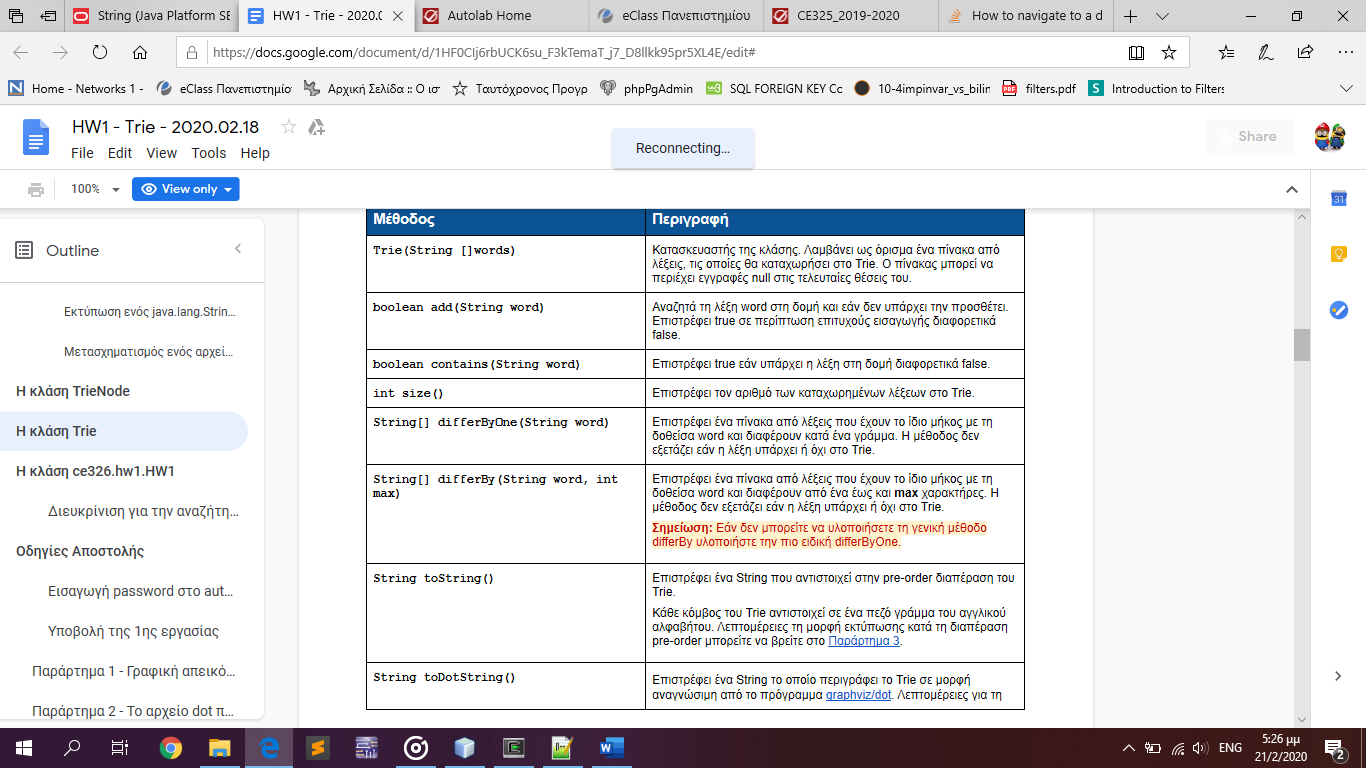 String (Java Platform SE
HW1 - Trie - 2020.0
Autolab Home
eClass Πανεπιστημίου
CE325_2019-2020
How to navigate to a d
https://docs.google.com/document/d/1HF0Clj6rbUCK6su_F3kTemaT_j7_D8llkk95pr5XL4E/edit#
Home - Networks 1 -
eClass Πανεπιστημίο
Αρχική Σελίδα :: Ο ισ
Ταυτόχρονος Προγρ
phpPgAdmin
SQL FOREIGN KEY Co
10-4impinvar_vs_bilin
filters.pdf
Introduction to Filters
HW1 - Trie - 2020.02.18
File Edit View Tools Help
Reconnecting...
Share
100%
View only
31
Outline
Εκτύπωση ενός java.lang.Strin...
Μετασχηματισμός ενός αρχεί...
Η κλάση TrieNode
Η κλάση Trie
Η κλάση ce326.hw1.HW1
Διευκρίνιση για την αναζήτη...
Οδηγίες Αποστολής
Εισαγωγή password στο aut...
Υποβολή της 1ης εργασίας
Παράρτημα 1 - Γραφική απεικό...
Παράρτημα 2 - Το αρχείο dot π...
Μέθοδος
Περιγραφή
Trie(String []words)
Κατασκευαστής της κλάσης. Λαμβάνει ως όρισμα ένα πίνακα από
λέξεις, τις οποίες θα καταχωρήσει στο Trie. Ο πίνακας μπορεί να
περιέχει εγγραφές null στις τελευταίες θέσεις του.
boolean add(String word)
Αναζητά τη λέξη word στη δομή και εάν δεν υπάρχει την προσθέτει.
Επιστρέφει true σε περίπτωση επιτυχούς εισαγωγής διαφορετικά
false.
boolean contains(String word)
Επιστρέφει true εάν υπάρχει η λέξη στη δομή διαφορετικά false.
int size()
Επιστρέφει τον αριθμό των καταχωρημένων λέξεων στο Trie.
String[] differByOne(String word)
Επιστρέφει ένα πίνακα από λέξεις που έχουν το ίδιο μήκος με τη
δοθείσα word και διαφέρουν κατά ένα γράμμα. Η μέθοδος δεν
εξετάζει εάν η λέξη υπάρχει ή όχι στο Trie.
String[] differBy(String word, int
max)
Επιστρέφει ένα πίνακα από λέξεις που έχουν το ίδιο μήκος με τη
δοθείσα word και διαφέρουν από ένα έως και max χαρακτήρες. Η
μέθοδος δεν εξετάζει εάν η λέξη υπάρχει ή όχι στο Trie.
Σημείωση: Εάν δεν μπορείτε να υλοποιήσετε τη γενική μέθοδο
differBy υλοποιήστε την πιο ειδική differByOne.
String toString()
Επιστρέφει ένα String που αντιστοιχεί στην pre-order διαπέραση του
Trie.
Κάθε κόμβος του Trie αντιστοιχεί σε ένα πεζό γράμμα του αγγλικού
αλφαβήτου. Λεπτομέρειες τη μορφή εκτύπωσης κατά τη διαπέραση
pre-order μπορείτε να βρείτε στο Παράρτημα 3.
String toDotString()
Επιστρέφει ένα String το οποίο περιγράφει το Trie σε μορφή
αναγνώσιμη από το πρόγραμμα graphviz/dot. Λεπτομέρειες για τη
ENG
5:26 μμ
21/2/2020
2